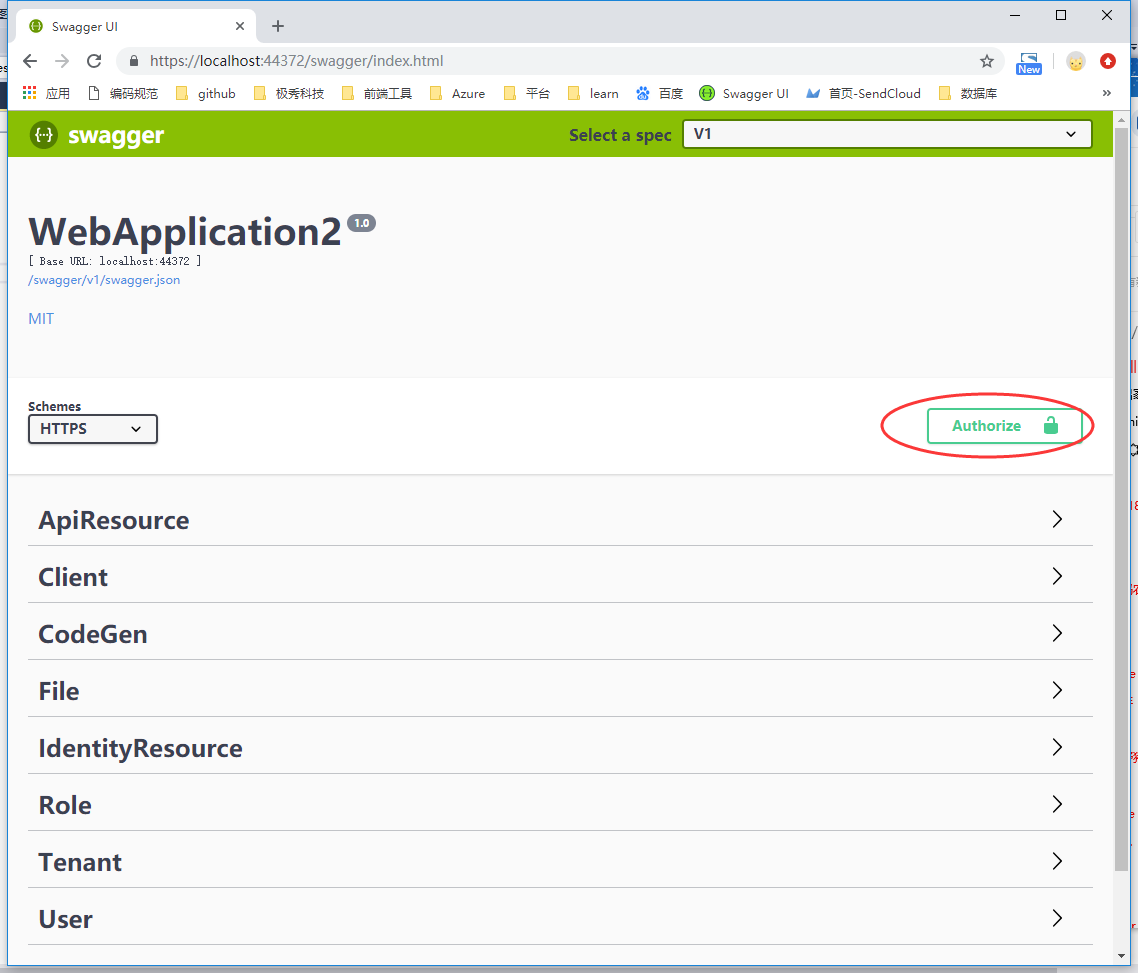 Swagger UI
https://localhost:44372/swagger/index.html
New
应用 编码规范 github 极秀科技 前端工具 Azure 平台 learn 百度 Swagger UI 首页-SendCloud 数据库 »
{...} swagger Select a spec V1
WebApplication2 1.0
[ Base URL: localhost:44372 ]
/swagger/v1/swagger.json
MIT
Schemes
HTTPS
Authorize
ApiResource
Client
CodeGen
File
IdentityResource
Role
Tenant
User